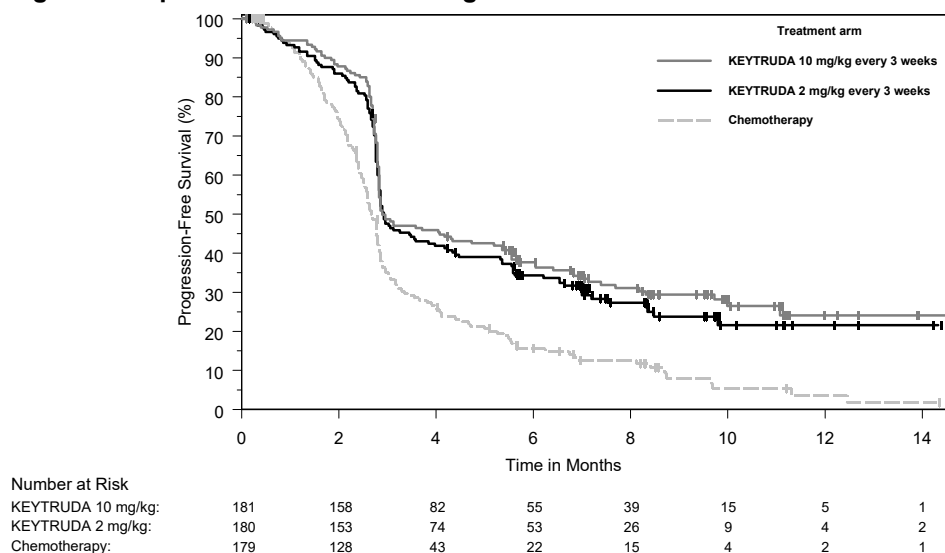 100
90
80
70
60
50
40
30
20
10
0
Progression-Free Survival (%)
Treatment arm
KEYTRUDA 10 mg/kg every 3 weeks
KEYTRUDA 2 mg/kg every 3 weeks
Chemotherapy
0 2 4 6 8 10 12 14
Time in Months
Number at Risk
KEYTRUDA 10 mg/kg: 181 158 82 55 39 15 5 1
KEYTRUDA 2 mg/kg: 180 153 74 53 26 9 4 2
Chemotherapy: 179 128 43 22 15 4 2 1